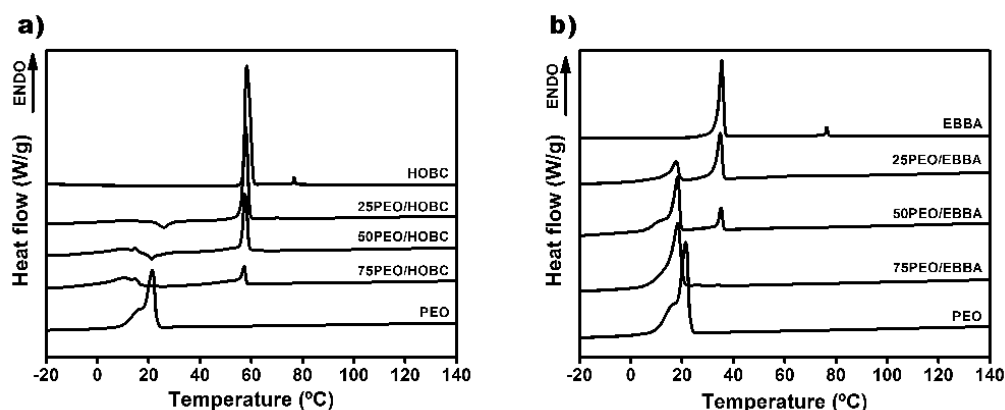 a)
ENDO
Heat flow (W/g)
HOBC
25PEO/HOBC
50PEO/HOBC
75PEO/HOBC
PEO
-20 0 20 40 60 80 100 120 140
Temperature (ºC)
b)
ENDO
Heat flow (W/g)
EBBA
25PEO/EBBA
50PEO/EBBA
75PEO/EBBA
PEO
-20 0 20 40 60 80 100 120 140
Temperature (ºC)